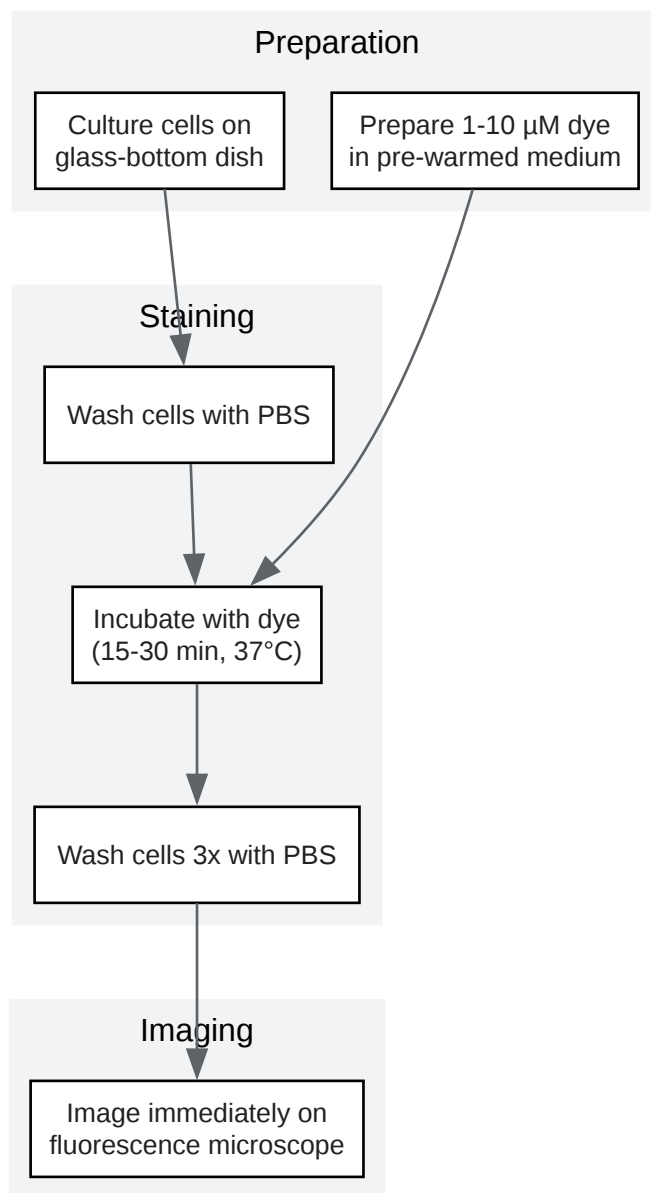 Preparation
Culture cells on
glass-bottom dish
Prepare 1-10 µM dye
in pre-warmed medium
Staining
Wash cells with PBS
Incubate with dye
(15-30 min, 37°C)
Wash cells 3x with PBS
Imaging
Image immediately on
fluorescence microscope